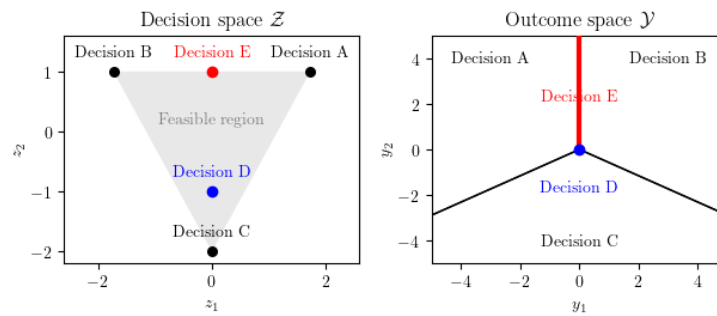 Decision space 𝒵
Decision B
Decision E
Decision A
Feasible region
Decision D
Decision C
1
0
−1
−2
z₂
−2
0
2
z₁
Outcome space 𝒴
Decision A
Decision B
Decision E
Decision D
Decision C
4
2
0
−2
−4
y₂
−4
−2
0
2
4
y₁